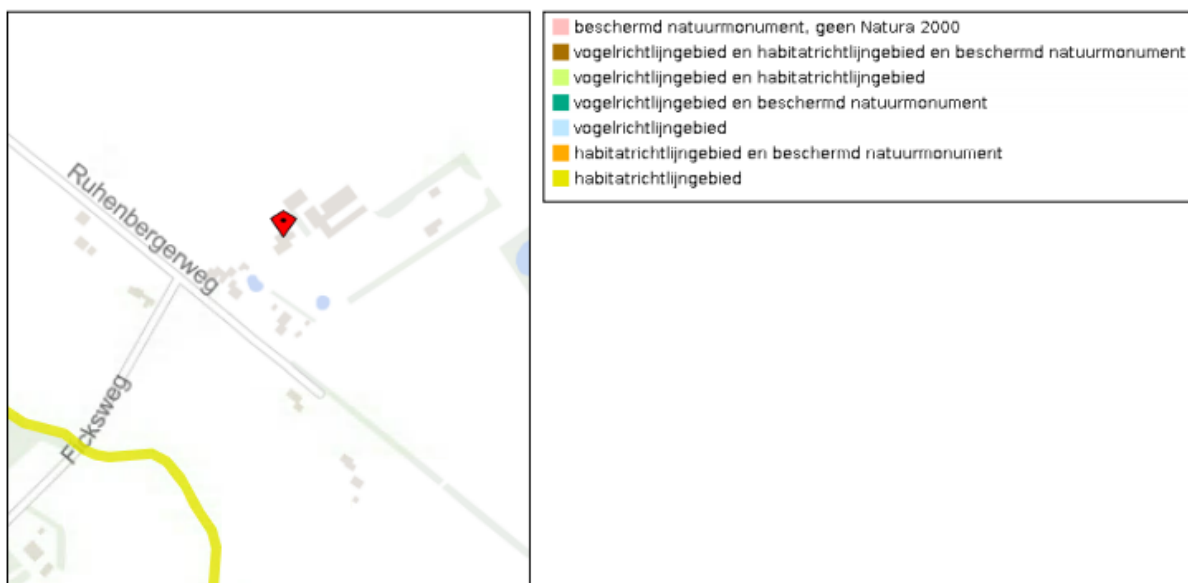 beschermd natuurmonument, geen Natura 2000
vogelrichtlijngebied en habitatrichtlijngebied en beschermd natuurmonument
vogelrichtlijngebied en habitatrichtlijngebied
vogelrichtlijngebied en beschermd natuurmonument
vogelrichtlijngebied
habitatrichtlijngebied en beschermd natuurmonument
habitatrichtlijngebied
Ruhenbergerweg